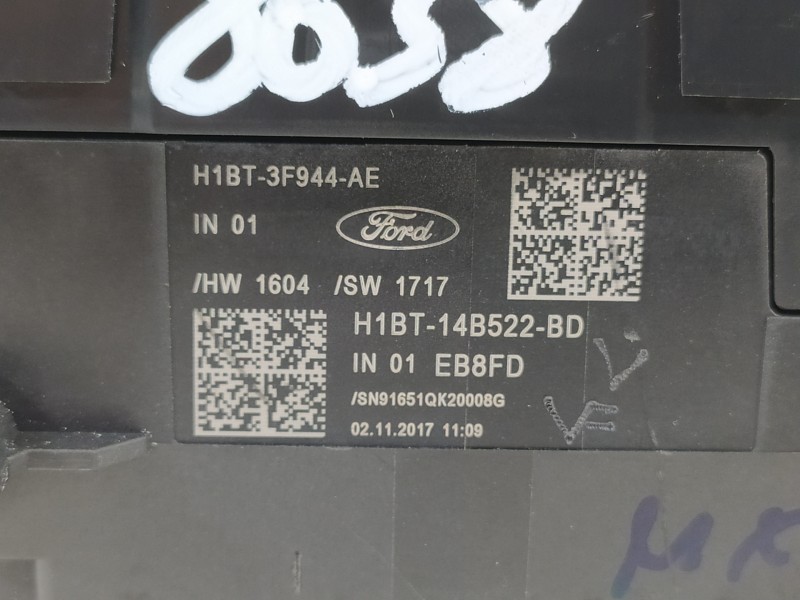 H1BT-3F944-AE
IN 01
Ford
/HW 1604 /SW 1717
H1BT-14B522-BD
IN 01 EB8FD
/SN91651QK20008G
02.11.2017 11:09
VF